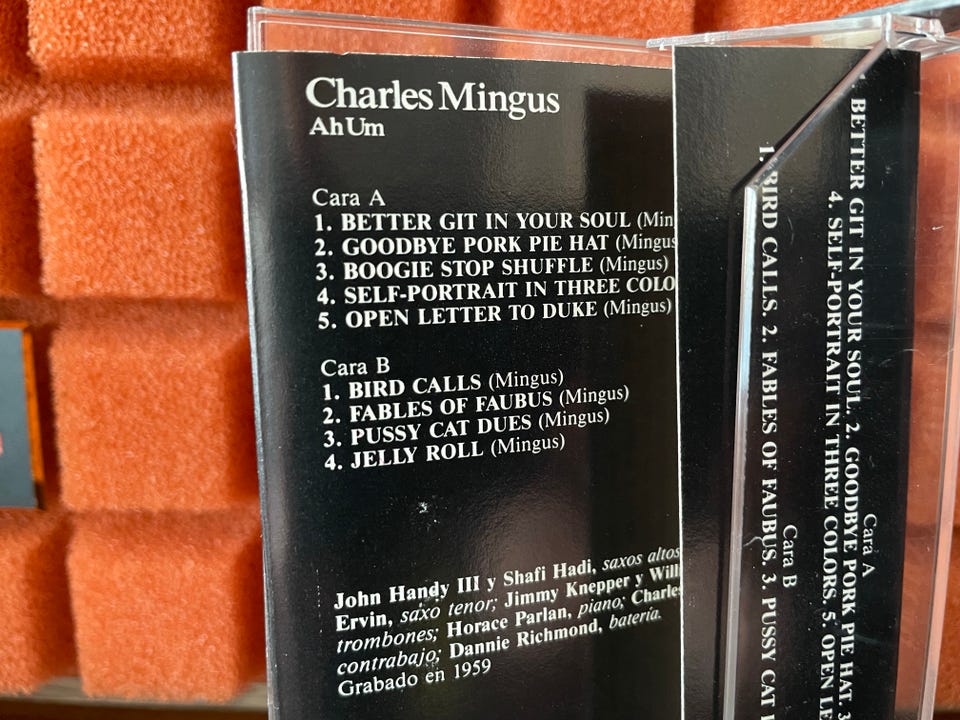 Charles Mingus
Ah Um
Cara A
1. BETTER GIT IN YOUR SOUL (Min
2. GOODBYE PORK PIE HAT (Mingus
3. BOOGIE STOP SHUFFLE (Mingus)
4. SELF-PORTRAIT IN THREE COLO
5. OPEN LETTER TO DUKE (Mingus)
Cara B
1. BIRD CALLS (Mingus)
2. FABLES OF FAUBUS (Mingus)
3. PUSSY CAT DUES (Mingus)
4. JELLY ROLL (Mingus)
John Handy III y Shafi Hadi, saxos altos
Ervin, saxo tenor; Jimmy Knepper y Will
trombones; Horace Parlan, piano; Charles
contrabajo; Dannie Richmond, batería.
Grabado en 1959
Cara A
BETTER GIT IN YOUR SOUL. 2. GOODBYE PORK PIE HAT. 3
4. SELF-PORTRAIT IN THREE COLORS. 5. OPEN LE
Cara B
1. BIRD CALLS. 2. FABLES OF FAUBUS. 3. PUSSY CAT